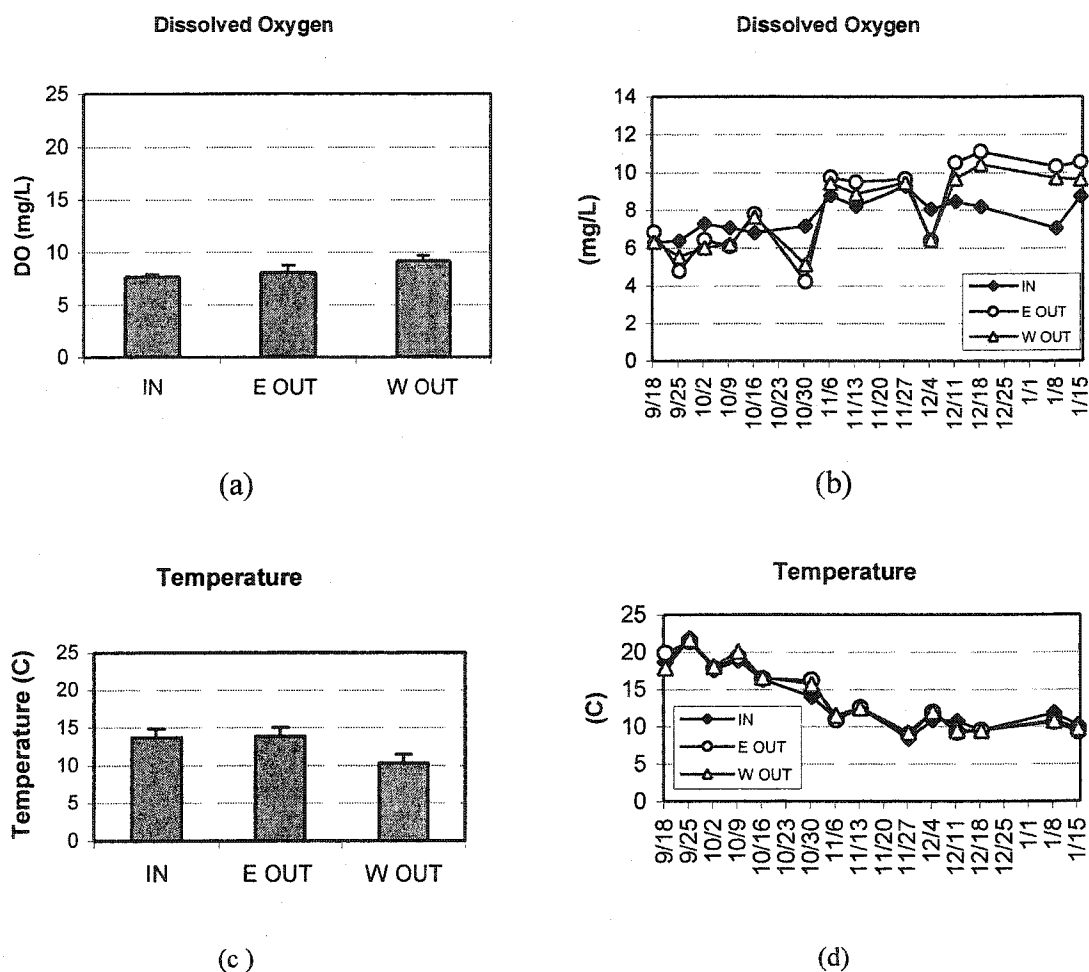 Dissolved Oxygen
25
20
15
10
5
0
DO (mg/L)
IN E OUT W OUT
(a)
Dissolved Oxygen
14
12
10
8
6
4
2
0
(mg/L)
IN
E OUT
W OUT
9/18 9/25 10/2 10/9 10/16 10/23 10/30 11/6 11/13 11/20 11/27 12/4 12/11 12/18 12/25 1/1 1/8 1/15
(b)
Temperature
25
20
15
10
5
0
Temperature (C)
IN E OUT W OUT
(c )
Temperature
25
20
15
10
5
0
(C)
IN
E OUT
W OUT
9/18 9/25 10/2 10/9 10/16 10/23 10/30 11/6 11/13 11/20 11/27 12/4 12/11 12/18 12/25 1/1 1/8 1/15
(d)